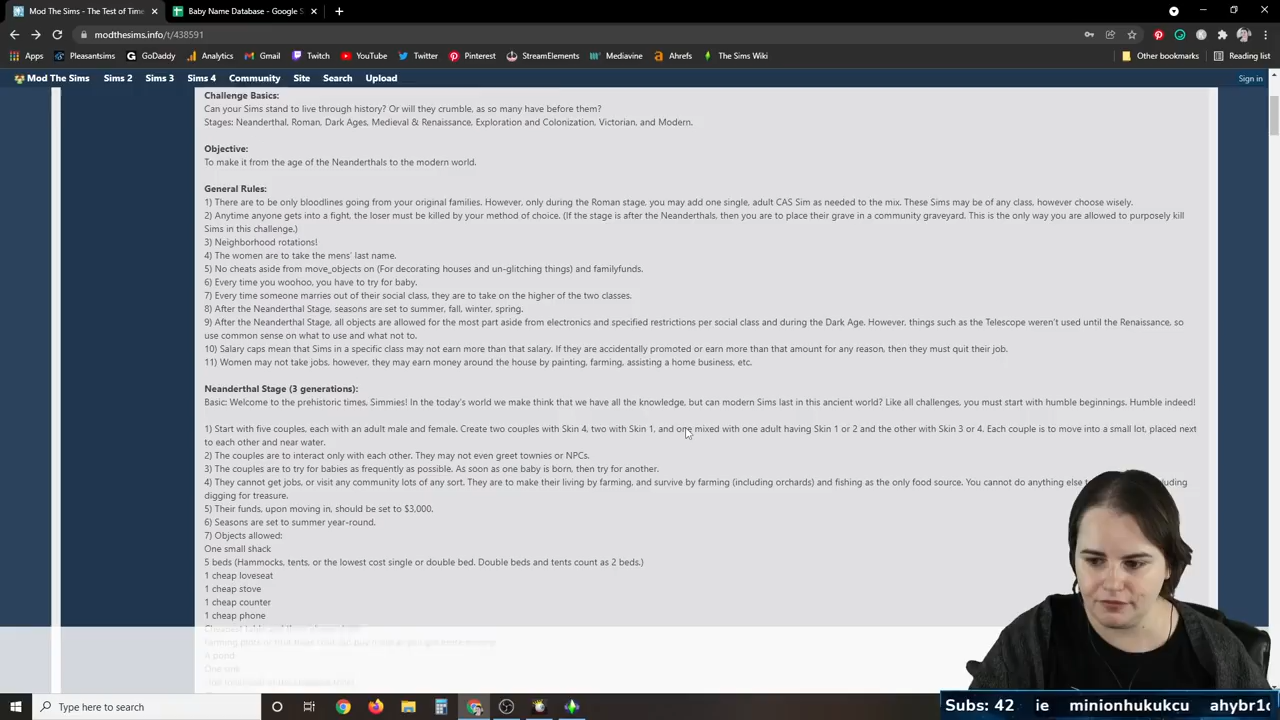 Mod The Sims - The Test of Time
Baby Name Database - Google S
modthesims.info/t/438591
Apps Pleasantsims GoDaddy Analytics Gmail Twitch YouTube Twitter Pinterest StreamElements Mediavine Ahrefs The Sims Wiki Other bookmarks Reading list
Mod The Sims Sims 2 Sims 3 Sims 4 Community Site Search Upload Sign in
Challenge Basics:
Can your Sims stand to live through history? Or will they crumble, as so many have before them?
Stages: Neanderthal, Roman, Dark Ages, Medieval & Renaissance, Exploration and Colonization, Victorian, and Modern.
Objective:
To make it from the age of the Neanderthals to the modern world.
General Rules:
1) There are to be only bloodlines going from your original families. However, only during the Roman stage, you may add one single, adult CAS Sim as needed to the mix. These Sims may be of any class, however choose wisely.
2) Anytime anyone gets into a fight, the loser must be killed by your method of choice. (If the stage is after the Neanderthals, then you are to place their grave in a community graveyard. This is the only way you are allowed to purposely kill
Sims in this challenge.)
3) Neighborhood rotations!
4) The women are to take the mens' last name.
5) No cheats aside from move_objects on (For decorating houses and un-glitching things) and familyfunds.
6) Every time you woohoo, you have to try for baby.
7) Every time someone marries out of their social class, they are to take on the higher of the two classes.
8) After the Neanderthal Stage, seasons are set to summer, fall, winter, spring.
9) After the Neanderthal Stage, all objects are allowed for the most part aside from electronics and specified restrictions per social class and during the Dark Age. However, things such as the Telescope weren't used until the Renaissance, so
use common sense on what to use and what not to.
10) Salary caps mean that Sims in a specific class may not earn more than that salary. If they are accidentally promoted or earn more than that amount for any reason, then they must quit their job.
11) Women may not take jobs, however, they may earn money around the house by painting, farming, assisting a home business, etc.
Neanderthal Stage (3 generations):
Basic: Welcome to the prehistoric times, Simmies! In the today's world we make think that we have all the knowledge, but can modern Sims last in this ancient world? Like all challenges, you must start with humble beginnings. Humble indeed!
1) Start with five couples, each with an adult male and female. Create two couples with Skin 4, two with Skin 1, and one mixed with one adult having Skin 1 or 2 and the other with Skin 3 or 4. Each couple is to move into a small lot, placed next
to each other and near water.
2) The couples are to interact only with each other. They may not even greet townies or NPCs.
3) The couples are to try for babies as frequently as possible. As soon as one baby is born, then try for another.
4) They cannot get jobs, or visit any community lots of any sort. They are to make their living by farming, and survive by farming (including orchards) and fishing as the only food source. You cannot do anything else
digging for treasure.
5) Their funds, upon moving in, should be set to $3,000.
6) Seasons are set to summer year-round.
7) Objects allowed:
One small shack
5 beds (Hammocks, tents, or the lowest cost single or double bed. Double beds and tents count as 2 beds.)
1 cheap loveseat
1 cheap stove
1 cheap counter
1 cheap phone
A pond
One sink
Type here to search
Subs: 42 ie minionhukukcu